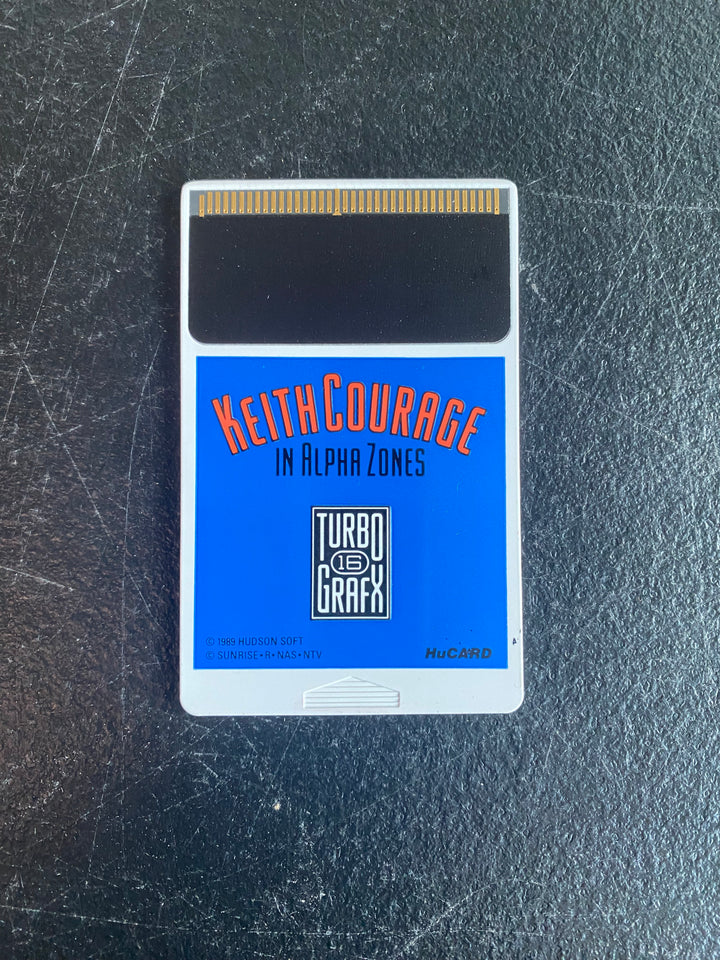 KEITH COURAGE
IN ALPHA ZONES
TURBO
16
GRAFX
© 1989 HUDSON SOFT
© SUNRISE•R•NAS•NTV
HuCARD